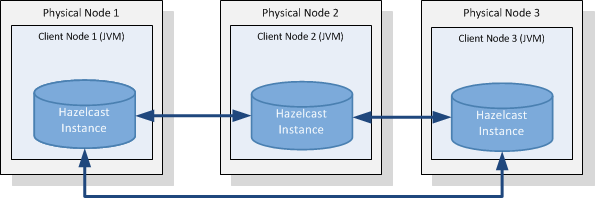 Physical Node 1
Client Node 1 (JVM)
Hazelcast
Instance
Physical Node 2
Client Node 2 (JVM)
Hazelcast
Instance
Physical Node 3
Client Node 3 (JVM)
Hazelcast
Instance